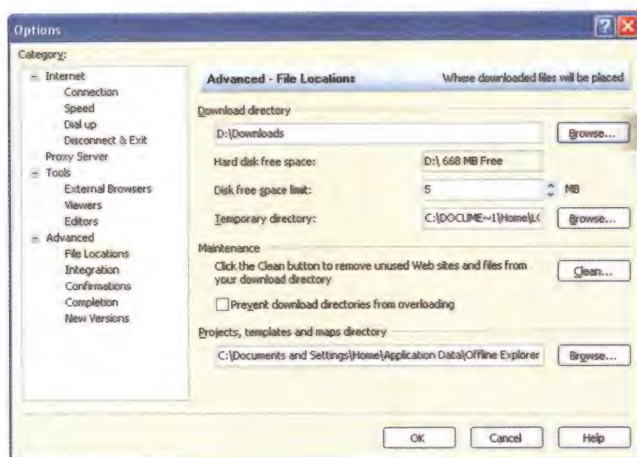 Options
Category:
Internet
Connection
Speed
Dial up
Disconnect & Exit
Proxy Server
Tools
External Browsers
Viewers
Editors
Advanced
File Locations
Integration
Confirmations
Completion
New Versions
Advanced - File Locations Where downloaded files will be placed
Download directory
D:\Downloads Browse...
Hard disk free space: D:\ 668 MB Free
Disk free space limit: 5 MB
Temporary directory: C:\DOCUME~1\Home\LO Browse...
Maintenance
Click the Clean button to remove unused Web sites and files from
your download directory
Clean...
Prevent download directories from overloading
Projects, templates and maps directory
C:\Documents and Settings\Home\Application Data\Offline Explorer Browse...
OK Cancel Help